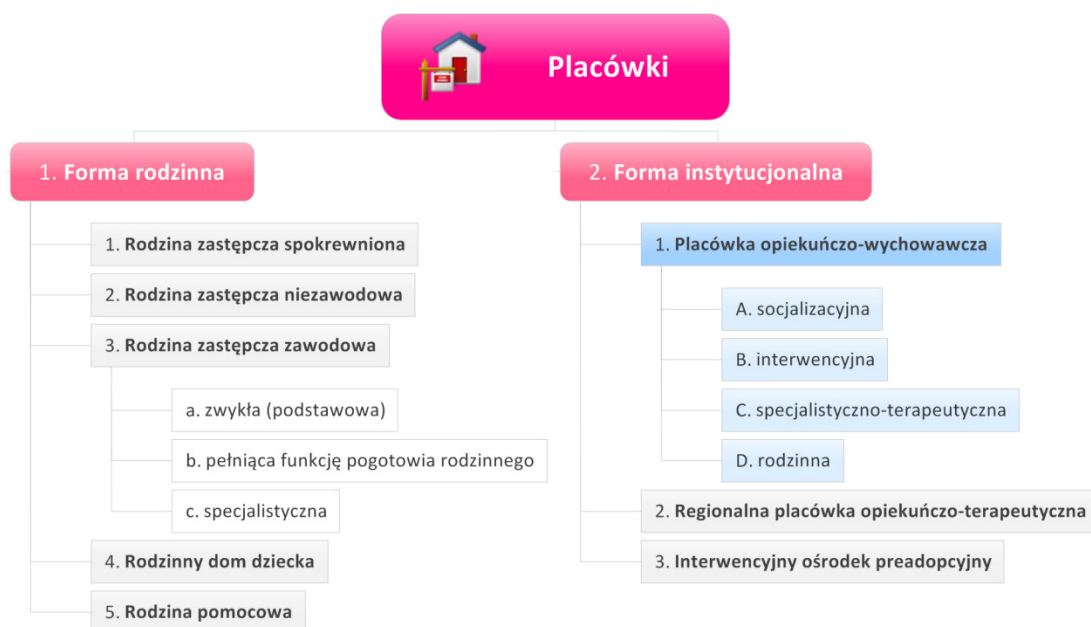 Placówki
1. Forma rodzinna
1. Rodzina zastępcza spokrewniona
2. Rodzina zastępcza niezawodowa
3. Rodzina zastępcza zawodowa
a. zwykła (podstawowa)
b. pełniąca funkcję pogotowia rodzinnego
c. specjalistyczna
4. Rodzinny dom dziecka
5. Rodzina pomocowa
2. Forma instytucjonalna
1. Placówka opiekuńczo-wychowawcza
A. socjalizacyjna
B. interwencyjna
C. specjalistyczno-terapeutyczna
D. rodzinna
2. Regionalna placówka opiekuńczo-terapeutyczna
3. Interwencyjny ośrodek preadopcyjny